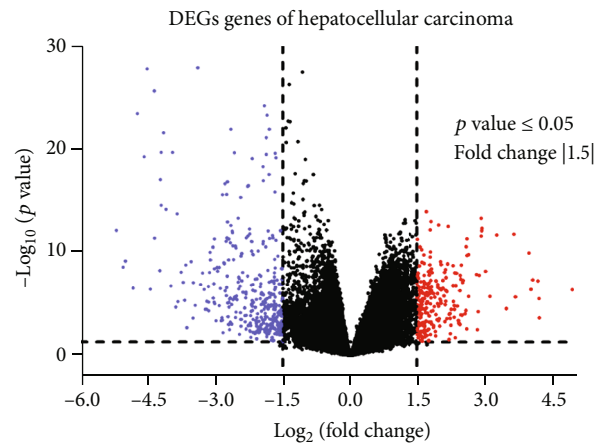 DEGs genes of hepatocellular carcinoma
30
20
10
0
−Log10 (p value)
p value ≤ 0.05
Fold change |1.5|
−6.0 −4.5 −3.0 −1.5 0.0 1.5 3.0 4.5
Log2 (fold change)